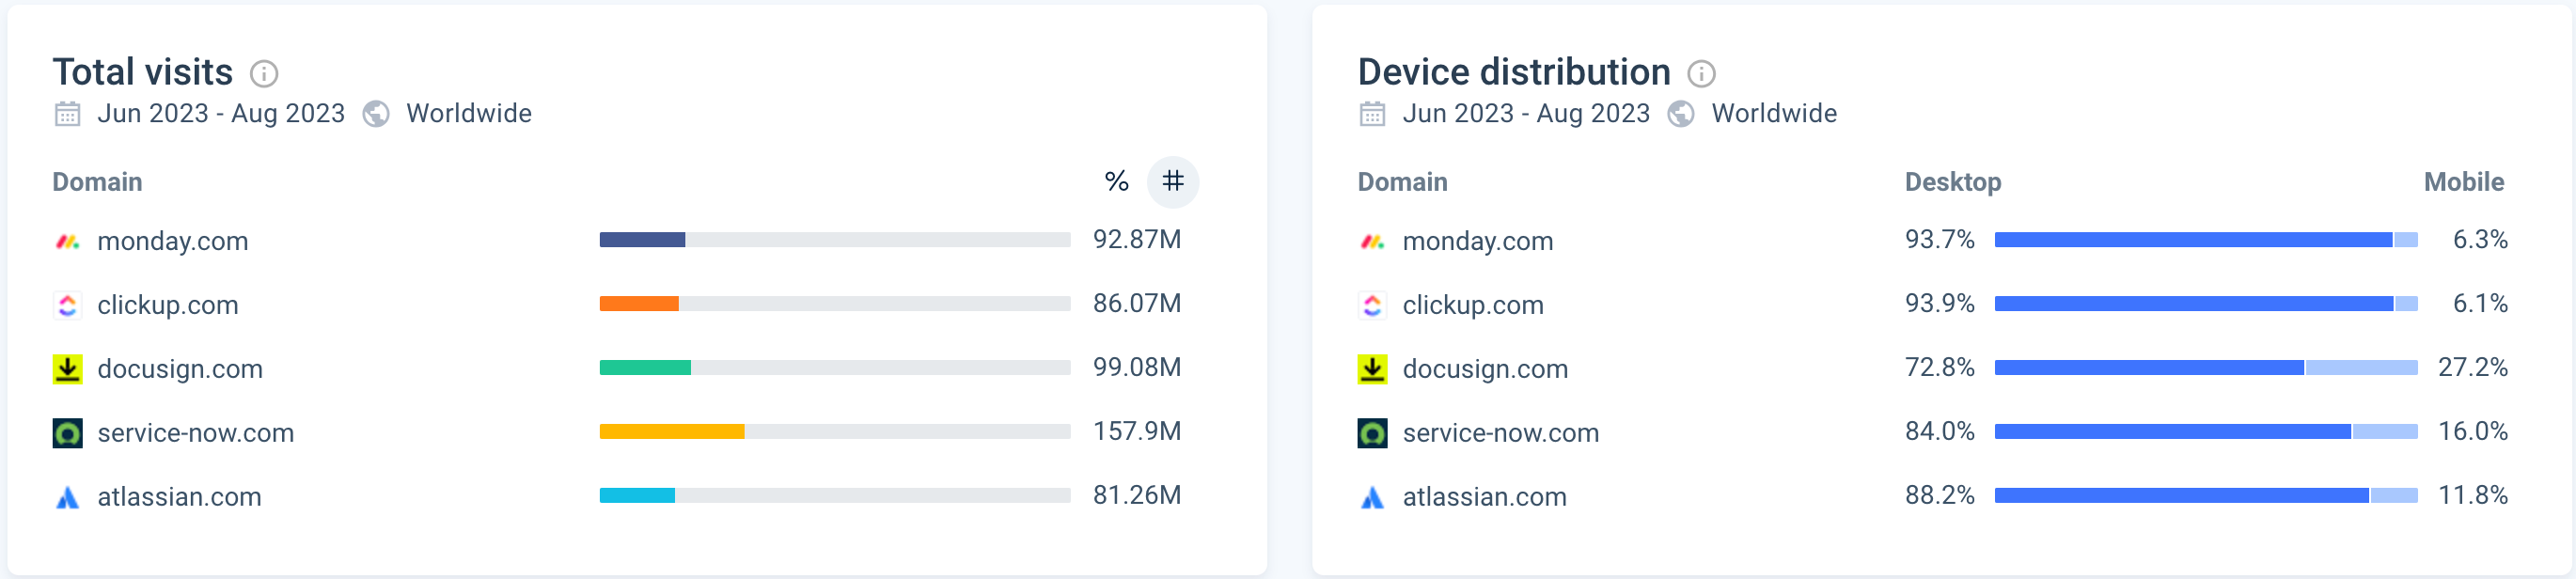 Total visits
Jun 2023 - Aug 2023 Worldwide
Domain % #
monday.com 92.87M
clickup.com 86.07M
docusign.com 99.08M
service-now.com 157.9M
atlassian.com 81.26M
Device distribution
Jun 2023 - Aug 2023 Worldwide
Domain Desktop Mobile
monday.com 93.7% 6.3%
clickup.com 93.9% 6.1%
docusign.com 72.8% 27.2%
service-now.com 84.0% 16.0%
atlassian.com 88.2% 11.8%